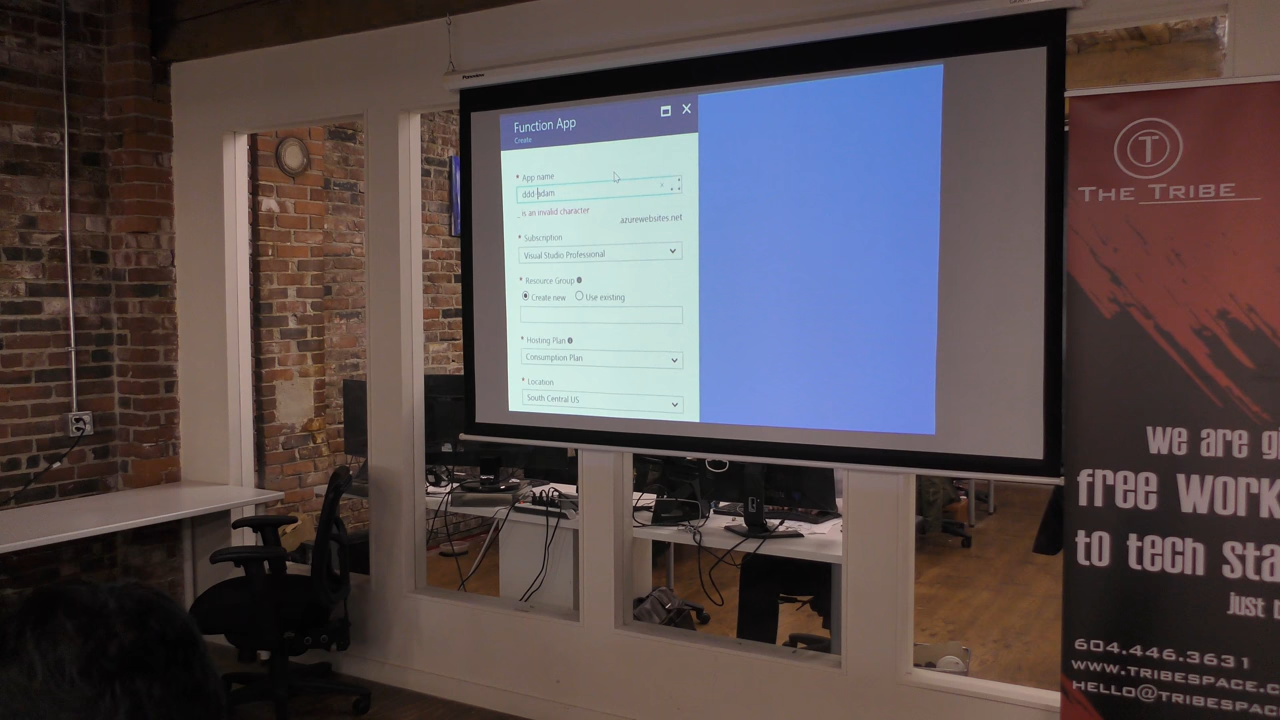 Function App
Create
* App name
ddd-adam
_ is an invalid character
.azurewebsites.net
* Subscription
Visual Studio Professional
* Resource Group
Create new Use existing
* Hosting Plan
Consumption Plan
* Location
South Central US
T
THE TRIBE
we are gi
free work
to tech sta
just
604.446.3631
WWW.TRIBESPACE.C
HELLO@TRIBESPAC